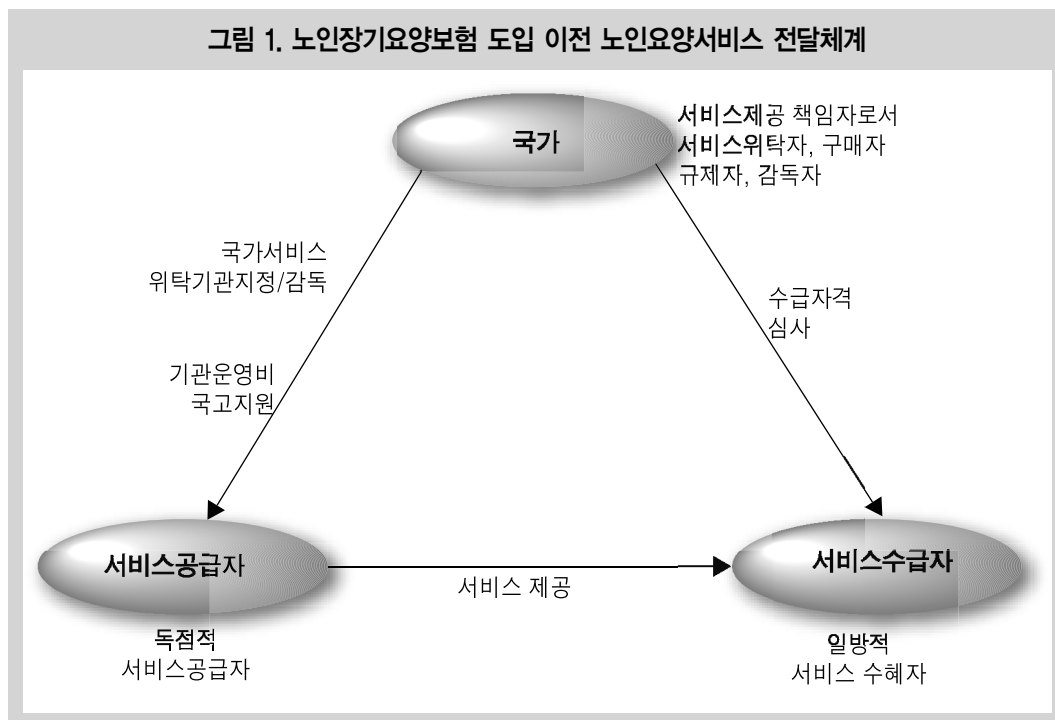 그림 1. 노인장기요양보험 도입 이전 노인요양서비스 전달체계
국가
서비스제공 책임자로서
서비스위탁자, 구매자
규제자, 감독자
국가서비스
위탁기관지정/감독
수급자격
심사
기관운영비
국고지원
서비스공급자
서비스 제공
서비스수급자
독점적
서비스공급자
일방적
서비스 수혜자